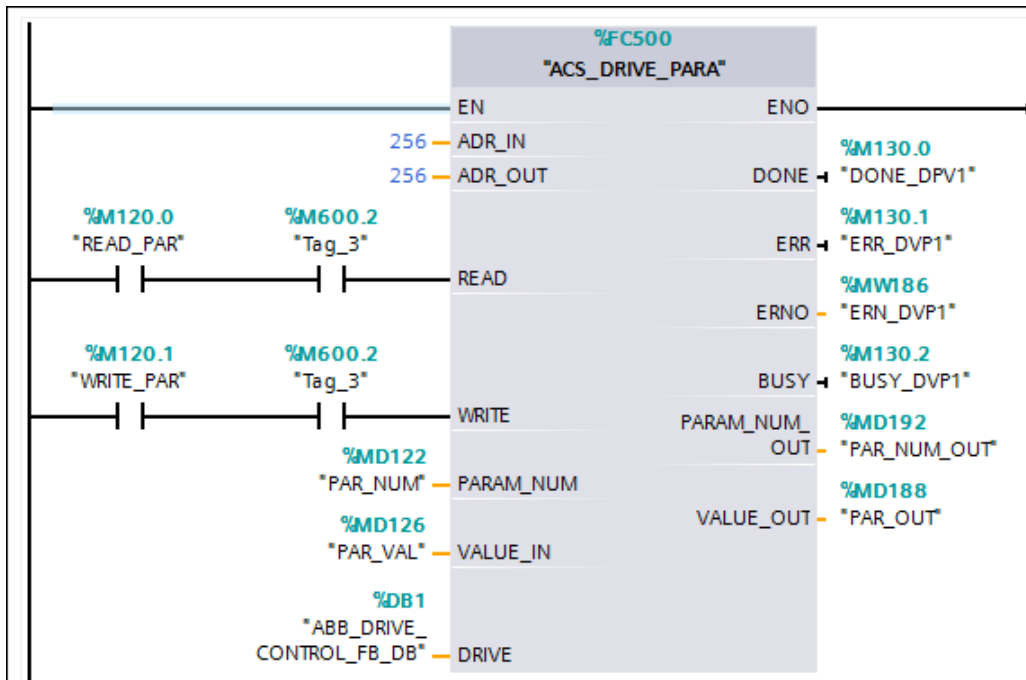 %FC500
"ACS_DRIVE_PARA"
EN
ENO
256
ADR_IN
%M130.0
256
ADR_OUT
DONE
"DONE_DPV1"
%M120.0
%M600.2
%M130.1
"READ_PAR"
"Tag_3"
ERR
"ERR_DVP1"
READ
%MW186
ERNO
"ERN_DVP1"
%M120.1
%M600.2
%M130.2
"WRITE_PAR"
"Tag_3"
BUSY
"BUSY_DVP1"
WRITE
PARAM_NUM_
OUT
%MD192
"PAR_NUM_OUT"
%MD122
"PAR_NUM"
PARAM_NUM
%MD188
VALUE_OUT
"PAR_OUT"
%MD126
"PAR_VAL"
VALUE_IN
%DB1
"ABB_DRIVE_
CONTROL_FB_DB"
DRIVE